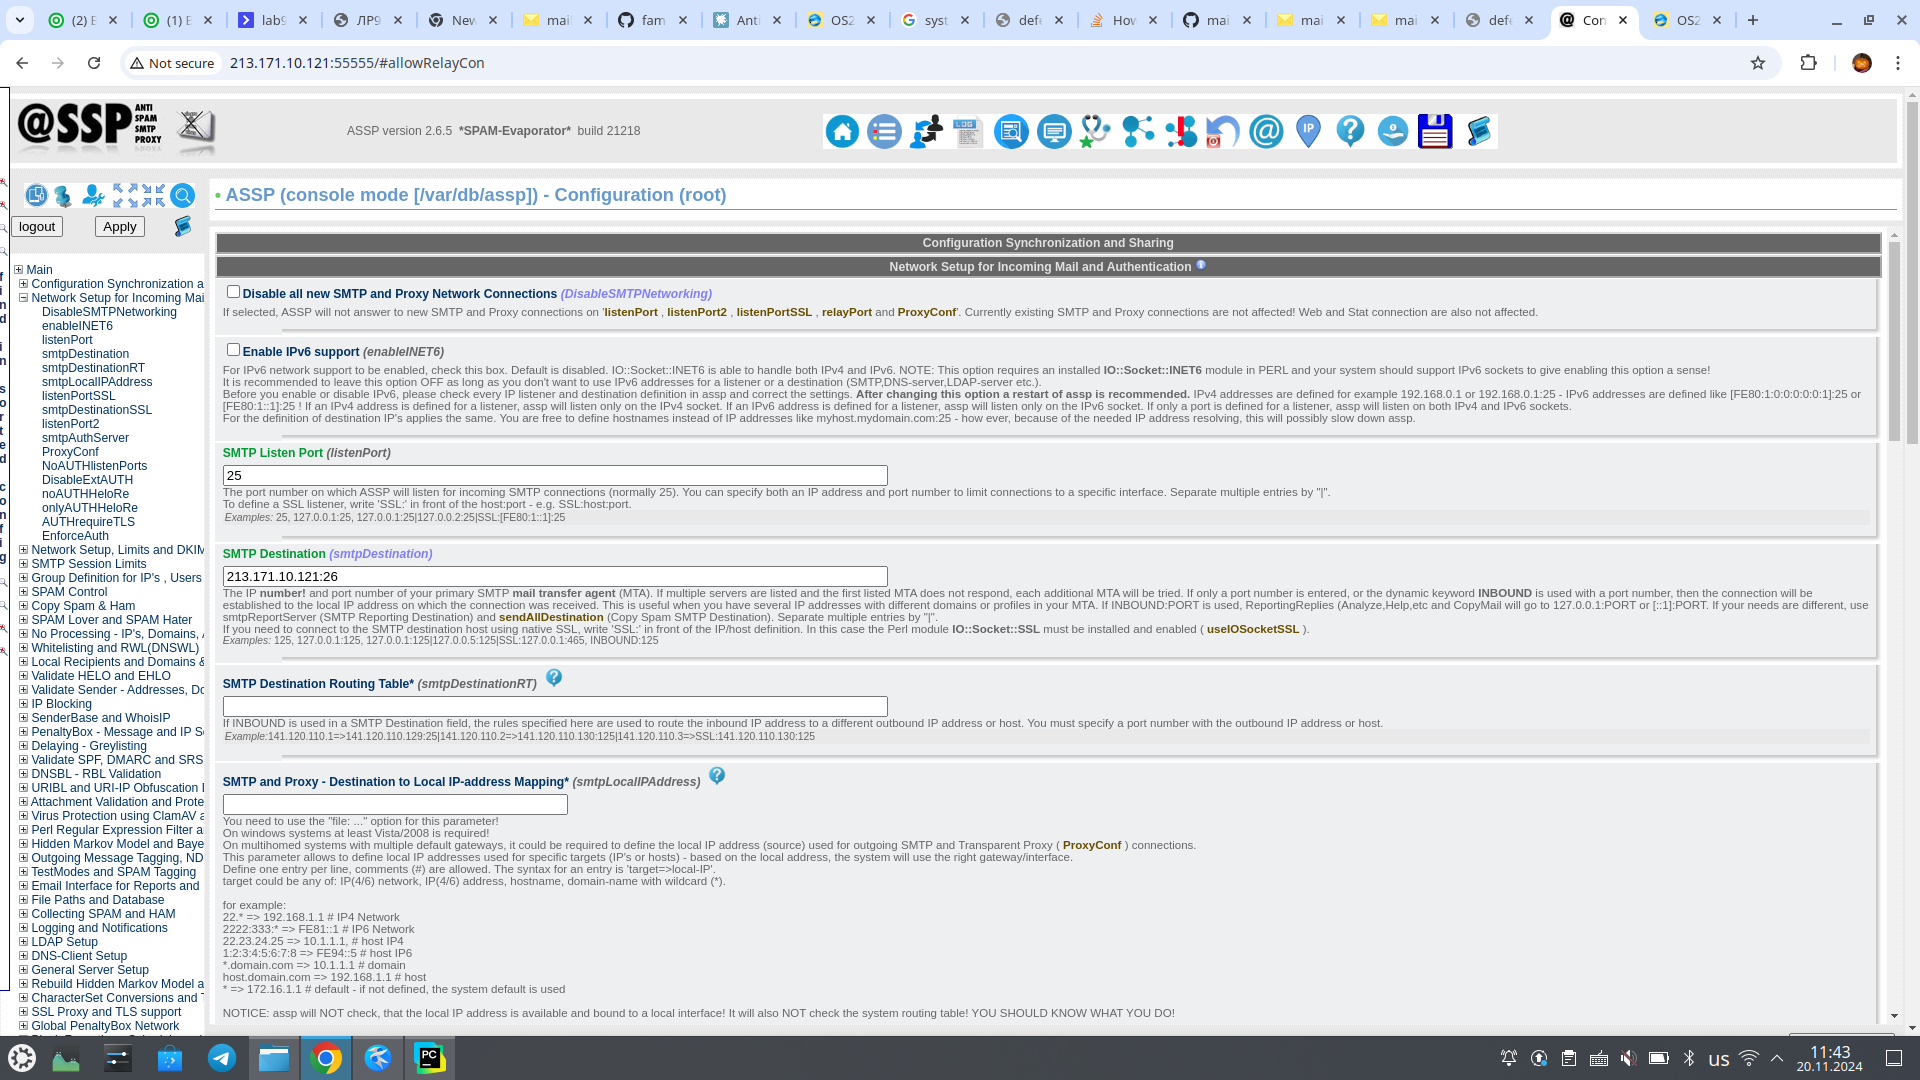 (2) E
(1) E
lab9
ЛР9
New
mail
fam
Anti
OS2
syst
defe
How
mai
mai
mai
defe
Con
OS2
Not secure
213.171.10.121:55555/#allowRelayCon
@SSP ANTI SPAM SMTP PROXY
ASSP version 2.6.5 *SPAM-Evaporator* build 21218
logout
Apply
find in sorted config
Main
Configuration Synchronization a
Network Setup for Incoming Mai
DisableSMTPNetworking
enableINET6
listenPort
smtpDestination
smtpDestinationRT
smtpLocalIPAddress
listenPortSSL
smtpDestinationSSL
listenPort2
smtpAuthServer
ProxyConf
NoAUTHlistenPorts
DisableExtAUTH
noAUTHHeloRe
onlyAUTHHeloRe
AUTHrequireTLS
EnforceAuth
Network Setup, Limits and DKIM
SMTP Session Limits
Group Definition for IP's , Users
SPAM Control
Copy Spam & Ham
SPAM Lover and SPAM Hater
No Processing - IP's, Domains,
Whitelisting and RWL(DNSWL)
Local Recipients and Domains &
Validate HELO and EHLO
Validate Sender - Addresses, Do
IP Blocking
SenderBase and WhoisIP
PenaltyBox - Message and IP Sc
Delaying - Greylisting
Validate SPF, DMARC and SRS
DNSBL - RBL Validation
URIBL and URI-IP Obfuscation
Attachment Validation and Prote
Virus Protection using ClamAV a
Perl Regular Expression Filter a
Hidden Markov Model and Baye
Outgoing Message Tagging, ND
TestModes and SPAM Tagging
Email Interface for Reports and
File Paths and Database
Collecting SPAM and HAM
Logging and Notifications
LDAP Setup
DNS-Client Setup
General Server Setup
Rebuild Hidden Markov Model a
CharacterSet Conversions and T
SSL Proxy and TLS support
Global PenaltyBox Network
• ASSP (console mode [/var/db/assp]) - Configuration (root)
Configuration Synchronization and Sharing
Network Setup for Incoming Mail and Authentication
Disable all new SMTP and Proxy Network Connections (DisableSMTPNetworking)
If selected, ASSP will not answer to new SMTP and Proxy connections on 'listenPort , listenPort2 , listenPortSSL , relayPort and ProxyConf'. Currently existing SMTP and Proxy connections are not affected! Web and Stat connection are also not affected.
Enable IPv6 support (enableINET6)
For IPv6 network support to be enabled, check this box. Default is disabled. IO::Socket::INET6 is able to handle both IPv4 and IPv6. NOTE: This option requires an installed IO::Socket::INET6 module in PERL and your system should support IPv6 sockets to give enabling this option a sense!
It is recommended to leave this option OFF as long as you don't want to use IPv6 addresses for a listener or a destination (SMTP,DNS-server,LDAP-server etc.).
Before you enable or disable IPv6, please check every IP listener and destination definition in assp and correct the settings. After changing this option a restart of assp is recommended. IPv4 addresses are defined for example 192.168.0.1 or 192.168.0.1:25 - IPv6 addresses are defined like [FE80:1:0:0:0:0:0:1]:25 or
[FE80:1::1]:25 ! If an IPv4 address is defined for a listener, assp will listen only on the IPv4 socket. If an IPv6 address is defined for a listener, assp will listen only on the IPv6 socket. If only a port is defined for a listener, assp will listen on both IPv4 and IPv6 sockets.
For the definition of destination IP's applies the same. You are free to define hostnames instead of IP addresses like myhost.mydomain.com:25 - how ever, because of the needed IP address resolving, this will possibly slow down assp.
SMTP Listen Port (listenPort)
25
The port number on which ASSP will listen for incoming SMTP connections (normally 25). You can specify both an IP address and port number to limit connections to a specific interface. Separate multiple entries by "|".
To define a SSL listener, write 'SSL:' in front of the host:port - e.g. SSL:host:port.
Examples: 25, 127.0.0.1:25, 127.0.0.1:25|127.0.0.2:25|SSL:[FE80:1::1]:25
SMTP Destination (smtpDestination)
213.171.10.121:26
The IP number! and port number of your primary SMTP mail transfer agent (MTA). If multiple servers are listed and the first listed MTA does not respond, each additional MTA will be tried. If only a port number is entered, or the dynamic keyword INBOUND is used with a port number, then the connection will be
established to the local IP address on which the connection was received. This is useful when you have several IP addresses with different domains or profiles in your MTA. If INBOUND:PORT is used, ReportingReplies (Analyze,Help,etc and CopyMail will go to 127.0.0.1:PORT or [::1]:PORT. If your needs are different, use
smtpReportServer (SMTP Reporting Destination) and sendAllDestination (Copy Spam SMTP Destination). Separate multiple entries by "|".
If you need to connect to the SMTP destination host using native SSL, write 'SSL:' in front of the IP/host definition. In this case the Perl module IO::Socket::SSL must be installed and enabled ( useIOSocketSSL ).
Examples: 125, 127.0.0.1:125, 127.0.0.1:125|127.0.0.5:125|SSL:127.0.0.1:465, INBOUND:125
SMTP Destination Routing Table* (smtpDestinationRT)
If INBOUND is used in a SMTP Destination field, the rules specified here are used to route the inbound IP address to a different outbound IP address or host. You must specify a port number with the outbound IP address or host.
Example:141.120.110.1=>141.120.110.129:25|141.120.110.2=>141.120.110.130:125|141.120.110.3=>SSL:141.120.110.130:125
SMTP and Proxy - Destination to Local IP-address Mapping* (smtpLocalIPAddress)
You need to use the "file: ..." option for this parameter!
On windows systems at least Vista/2008 is required!
On multihomed systems with multiple default gateways, it could be required to define the local IP address (source) used for outgoing SMTP and Transparent Proxy ( ProxyConf ) connections.
This parameter allows to define local IP addresses used for specific targets (IP's or hosts) - based on the local address, the system will use the right gateway/interface.
Define one entry per line, comments (#) are allowed. The syntax for an entry is 'target=>local-IP'.
target could be any of: IP(4/6) network, IP(4/6) address, hostname, domain-name with wildcard (*).
for example:
22.* => 192.168.1.1 # IP4 Network
2222:333:* => FE81::1 # IP6 Network
22.23.24.25 => 10.1.1.1, # host IP4
1:2:3:4:5:6:7:8 => FE94::5 # host IP6
*.domain.com => 10.1.1.1 # domain
host.domain.com => 192.168.1.1 # host
* => 172.16.1.1 # default - if not defined, the system default is used
NOTICE: assp will NOT check, that the local IP address is available and bound to a local interface! It will also NOT check the system routing table! YOU SHOULD KNOW WHAT YOU DO!
us
11:43
20.11.2024